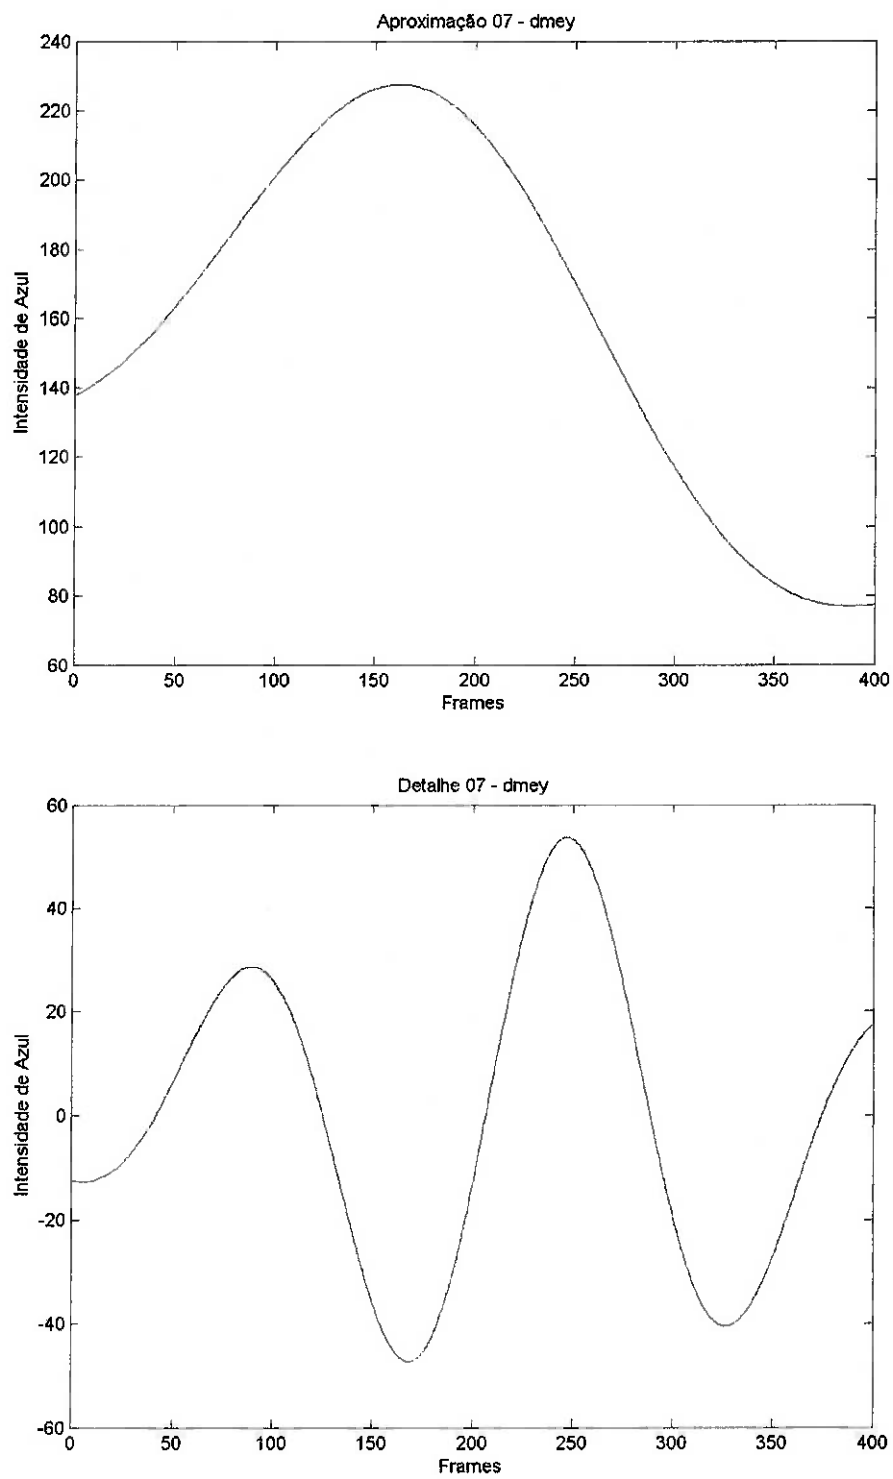 Aproximação 07 - dmey
240
220
200
180
160
140
120
100
80
60
Intensidade de Azul
0 50 100 150 200 250 300 350 400
Frames
Detalhe 07 - dmey
60
40
20
0
-20
-40
-60
Intensidade de Azul
0 50 100 150 200 250 300 350 400
Frames